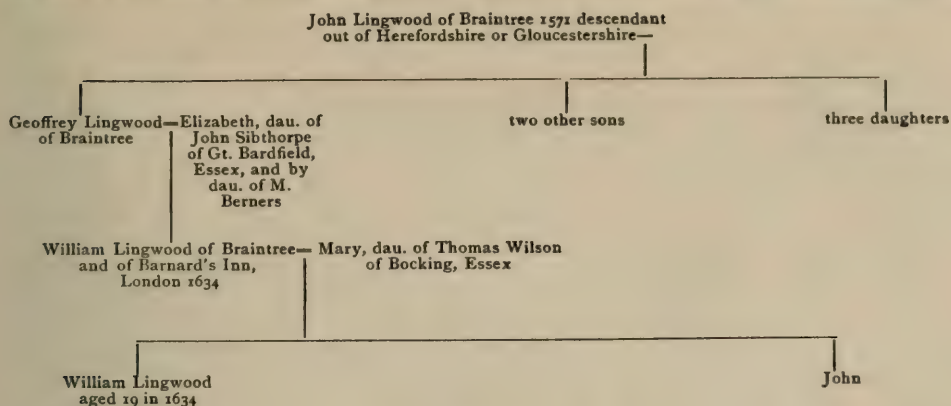 John Lingwood of Braintree 1571 descendant
out of Herefordshire or Gloucestershire—
Geoffrey Lingwood—Elizabeth, dau. of
of Braintree John Sibthorpe
of Gt. Bardfield,
Essex, and by
dau. of M.
Berners
two other sons
three daughters
William Lingwood of Braintree— Mary, dau. of Thomas Wilson
and of Barnard's Inn, of Bocking, Essex
London 1634
William Lingwood
aged 19 in 1634
John